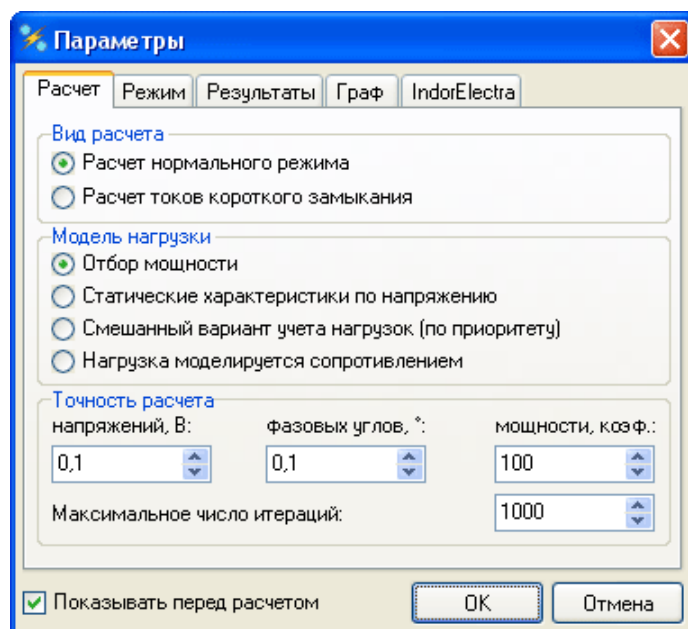 Параметры
Расчет Режим Результаты Граф IndorElectra
Вид расчета
Расчет нормального режима
Расчет токов короткого замыкания
Модель нагрузки
Отбор мощности
Статические характеристики по напряжению
Смешанный вариант учета нагрузок (по приоритету)
Нагрузка моделируется сопротивлением
Точность расчета
напряжений, В: фазовых углов, °: мощности, коэф.:
0,1 0,1 100
Максимальное число итераций: 1000
Показывать перед расчетом OK Отмена